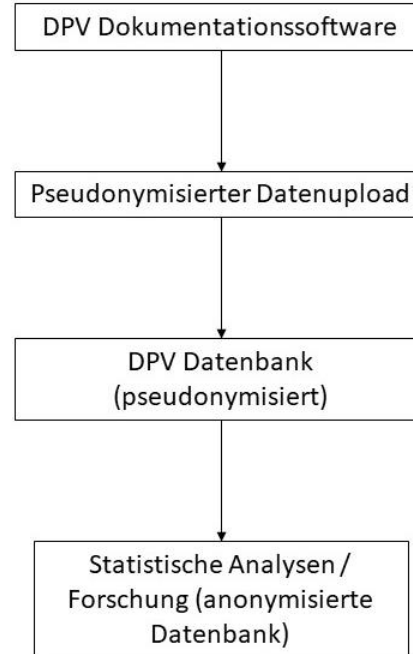 DPV Dokumentationssoftware
Pseudonymisierter Datenupload
DPV Datenbank
(pseudonymisiert)
Statistische Analysen /
Forschung (anonymisierte
Datenbank)